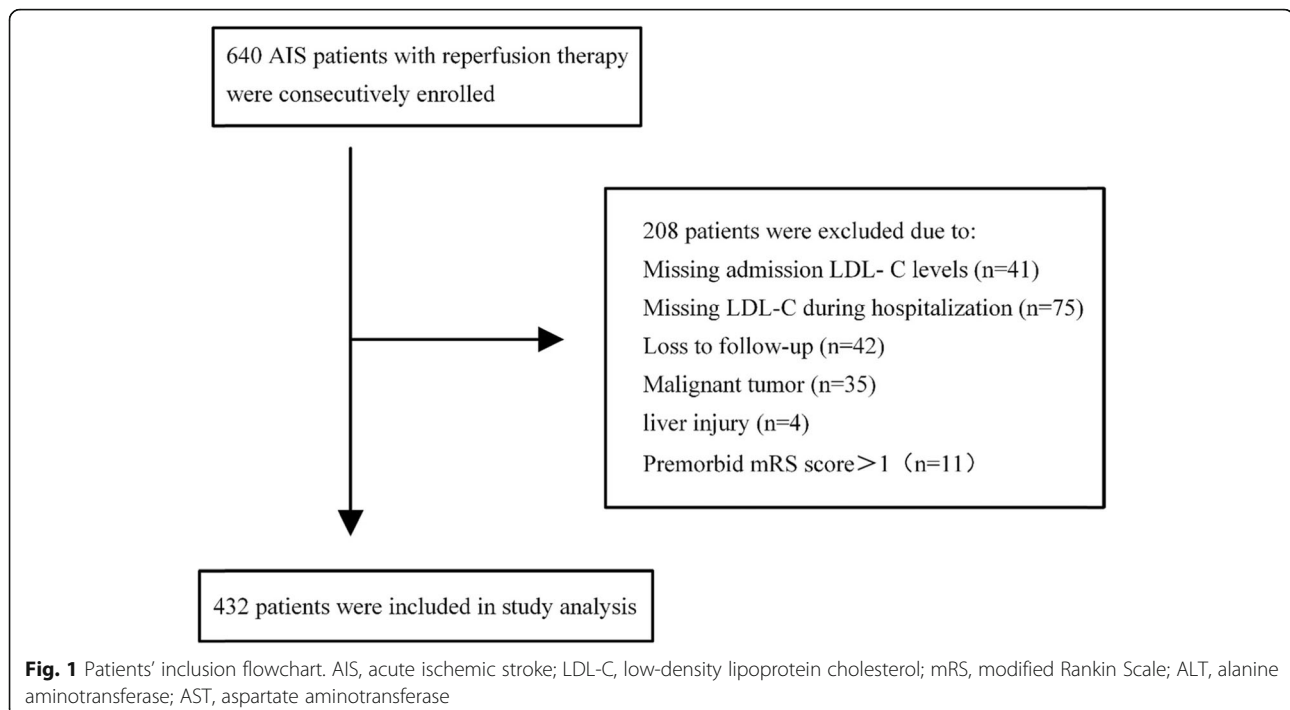 640 AIS patients with reperfusion therapy
were consecutively enrolled
208 patients were excluded due to:
Missing admission LDL- C levels (n=41)
Missing LDL-C during hospitalization (n=75)
Loss to follow-up (n=42)
Malignant tumor (n=35)
liver injury (n=4)
Premorbid mRS score＞1（n=11）
432 patients were included in study analysis
Fig. 1 Patients’ inclusion flowchart. AIS, acute ischemic stroke; LDL-C, low-density lipoprotein cholesterol; mRS, modified Rankin Scale; ALT, alanine
aminotransferase; AST, aspartate aminotransferase